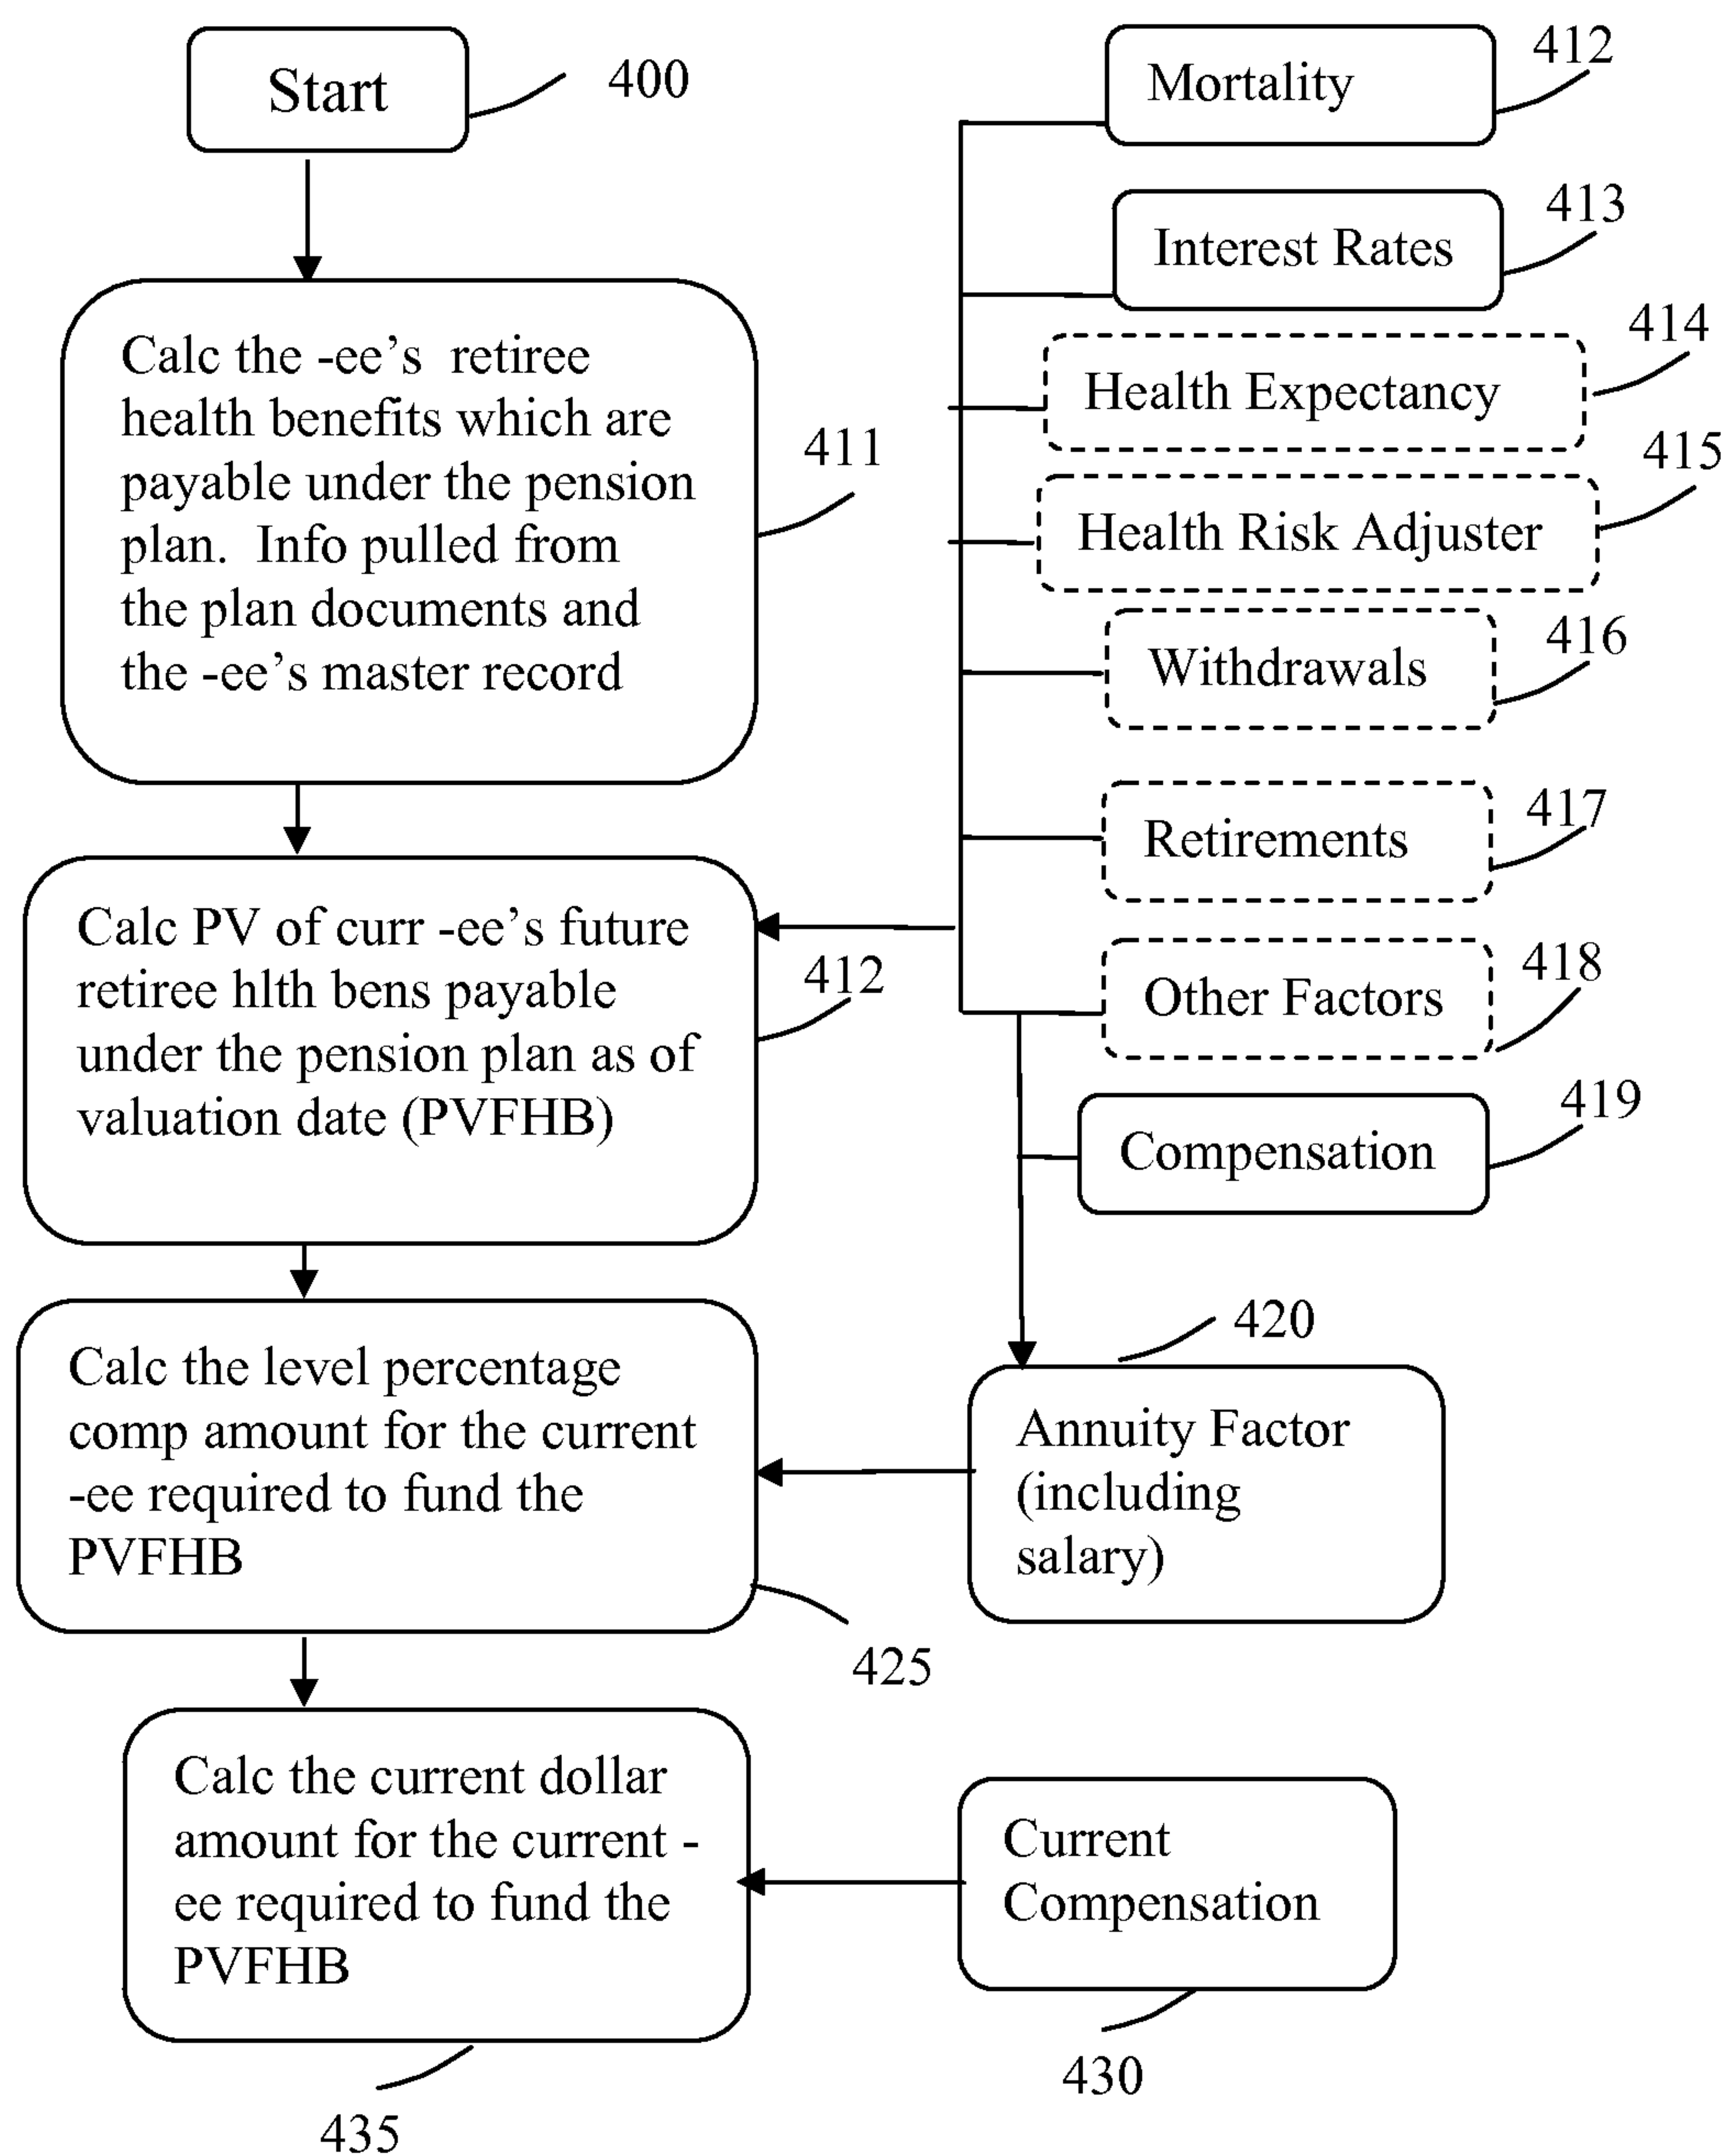 Start
400
Calc the -ee’s retiree
health benefits which are
payable under the pension
plan. Info pulled from
the plan documents and
the -ee’s master record
411
Calc PV of curr -ee’s future
retiree hlth bens payable
under the pension plan as of
valuation date (PVFHB)
412
Calc the level percentage
comp amount for the current
-ee required to fund the
PVFHB
425
Calc the current dollar
amount for the current -
ee required to fund the
PVFHB
435
Mortality
412
Interest Rates
413
Health Expectancy
414
Health Risk Adjuster
415
Withdrawals
416
Retirements
417
Other Factors
418
Compensation
419
420
Annuity Factor
(including
salary)
Current
Compensation
430